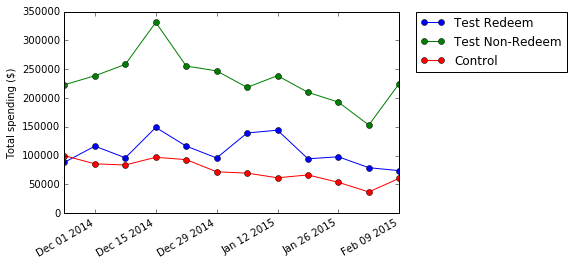 350000
300000
250000
200000
150000
100000
50000
0
Total spending ($)
Dec 01 2014
Dec 15 2014
Dec 29 2014
Jan 12 2015
Jan 26 2015
Feb 09 2015
Test Redeem
Test Non-Redeem
Control